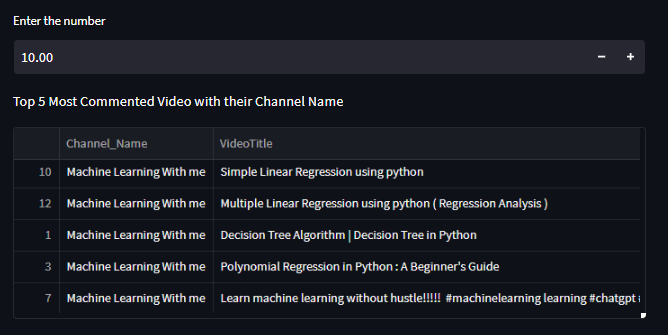 Enter the number
10.00 − +
Top 5 Most Commented Video with their Channel Name
Channel_Name VideoTitle
10 Machine Learning With me Simple Linear Regression using python
12 Machine Learning With me Multiple Linear Regression using python ( Regression Analysis )
1 Machine Learning With me Decision Tree Algorithm | Decision Tree in Python
3 Machine Learning With me Polynomial Regression in Python : A Beginner's Guide
7 Machine Learning With me Learn machine learning without hustle!!!!! #machinelearning learning #chatgpt #